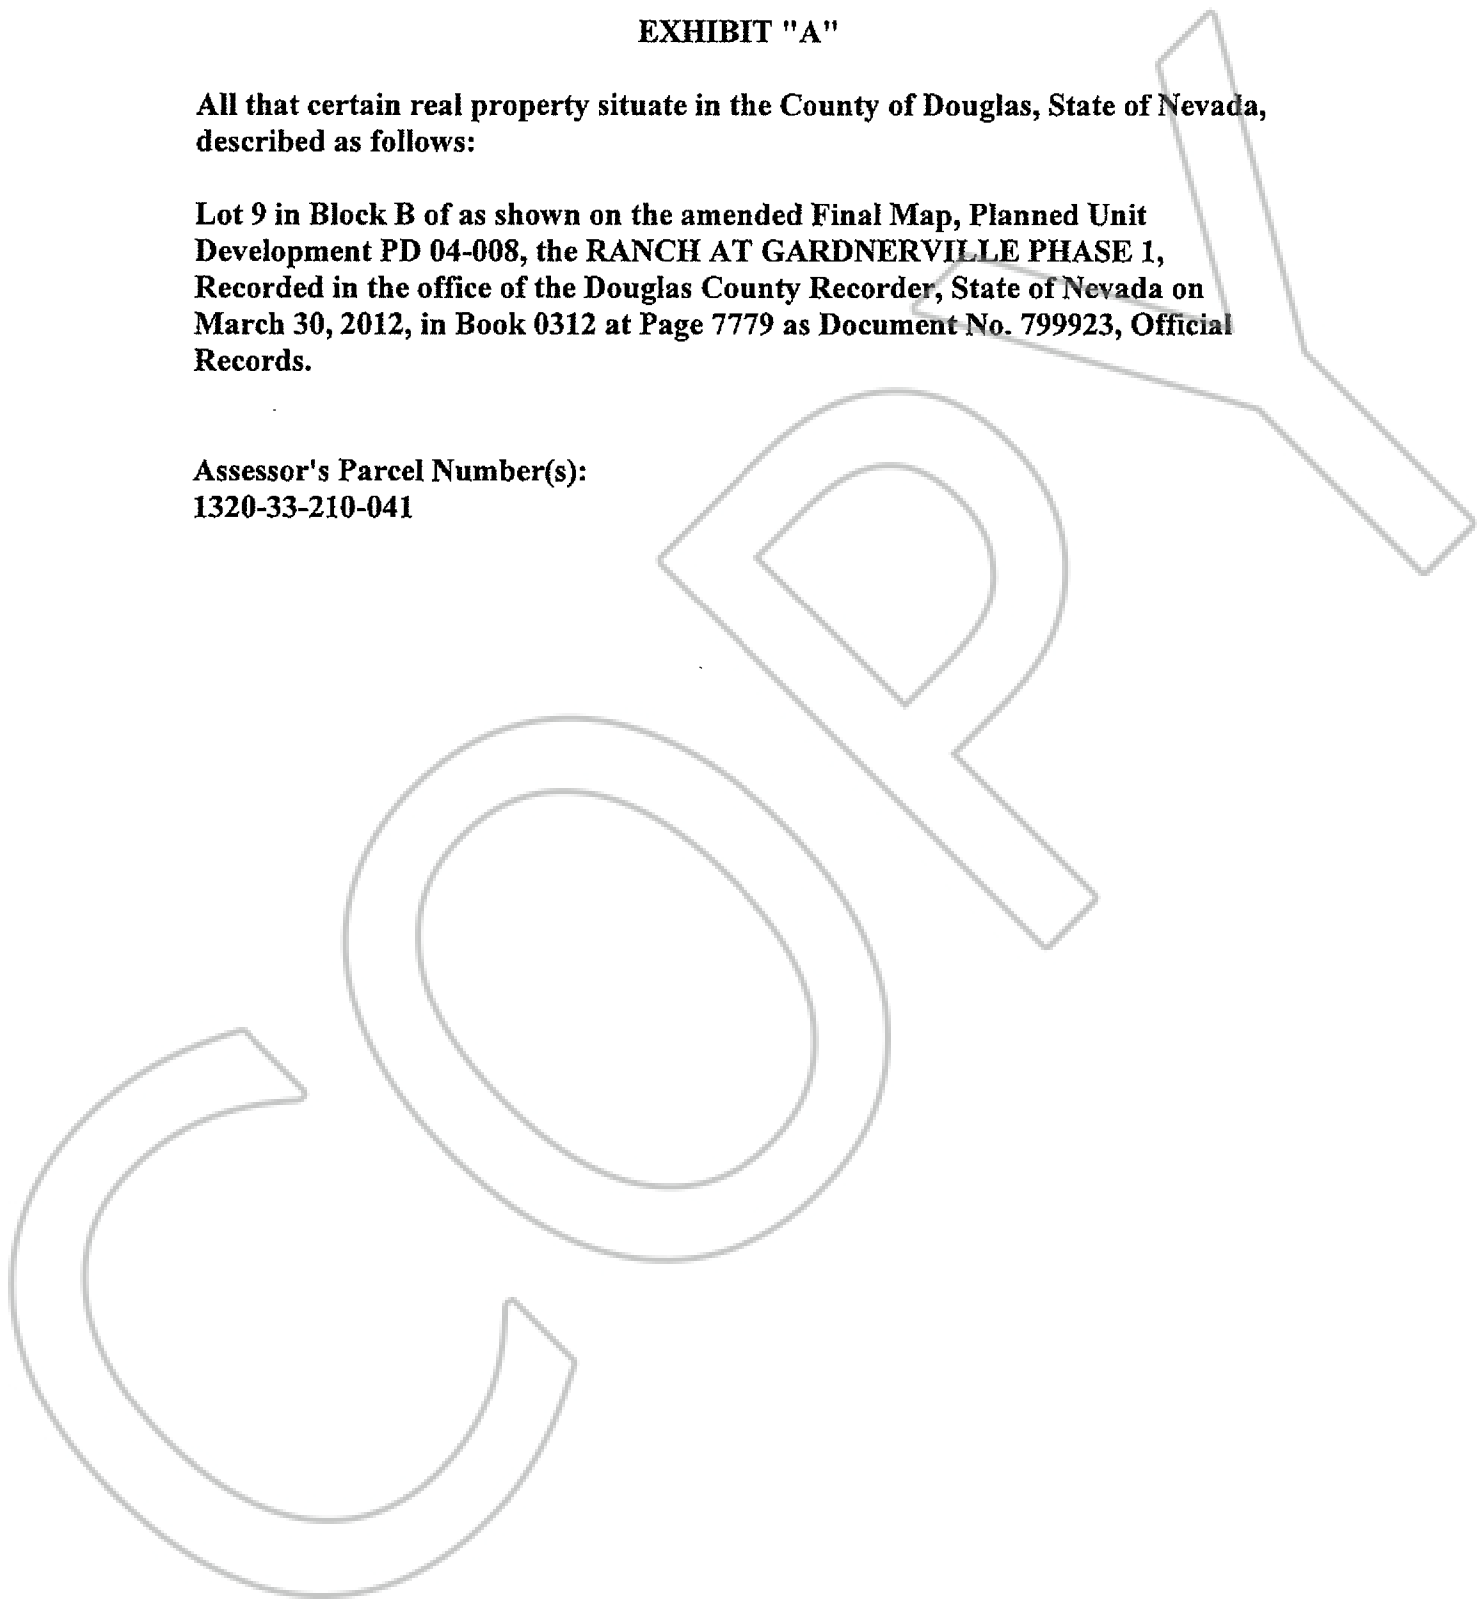 EXHIBIT "A"
All that certain real property situate in the County of Douglas, State of Nevada,
described as follows:
Lot 9 in Block B of as shown on the amended Final Map, Planned Unit
Development PD 04-008, the RANCH AT GARDNERVILLE PHASE 1,
Recorded in the office of the Douglas County Recorder, State of Nevada on
March 30, 2012, in Book 0312 at Page 7779 as Document No. 799923, Official
Records.
Assessor's Parcel Number(s):
1320-33-210-041
COPY